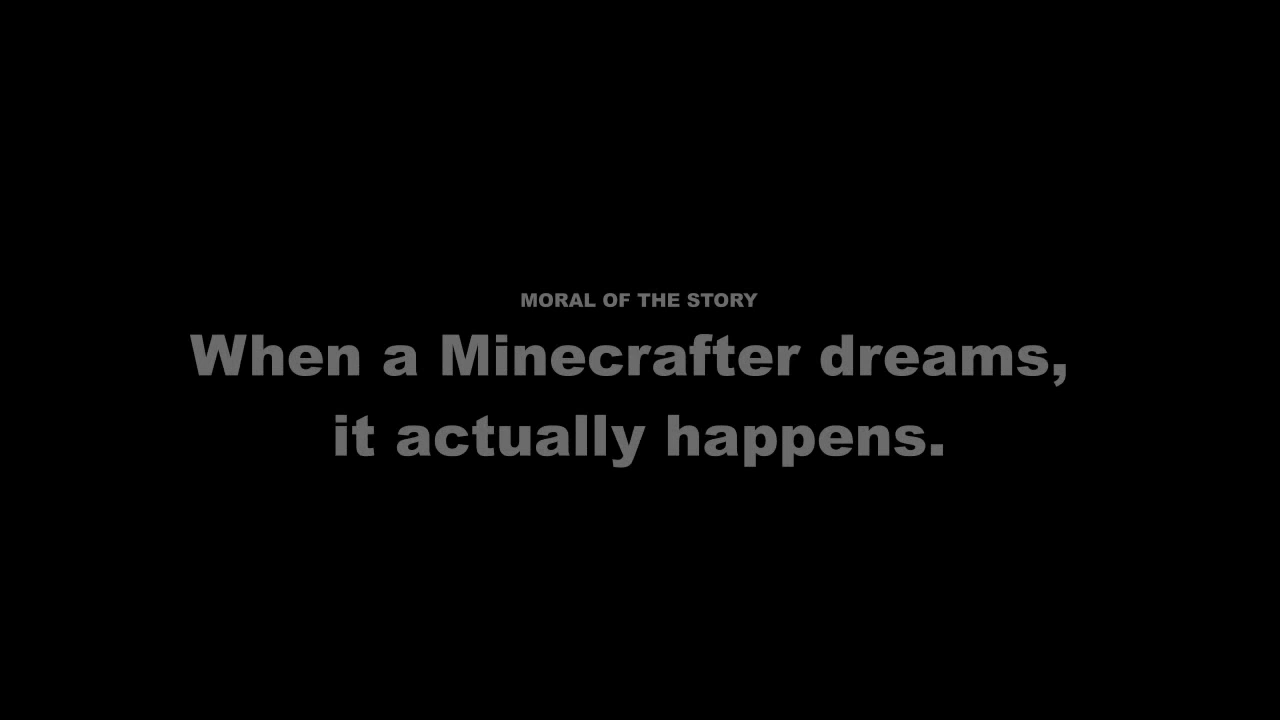 MORAL OF THE STORY
When a Minecrafter dreams,
it actually happens.